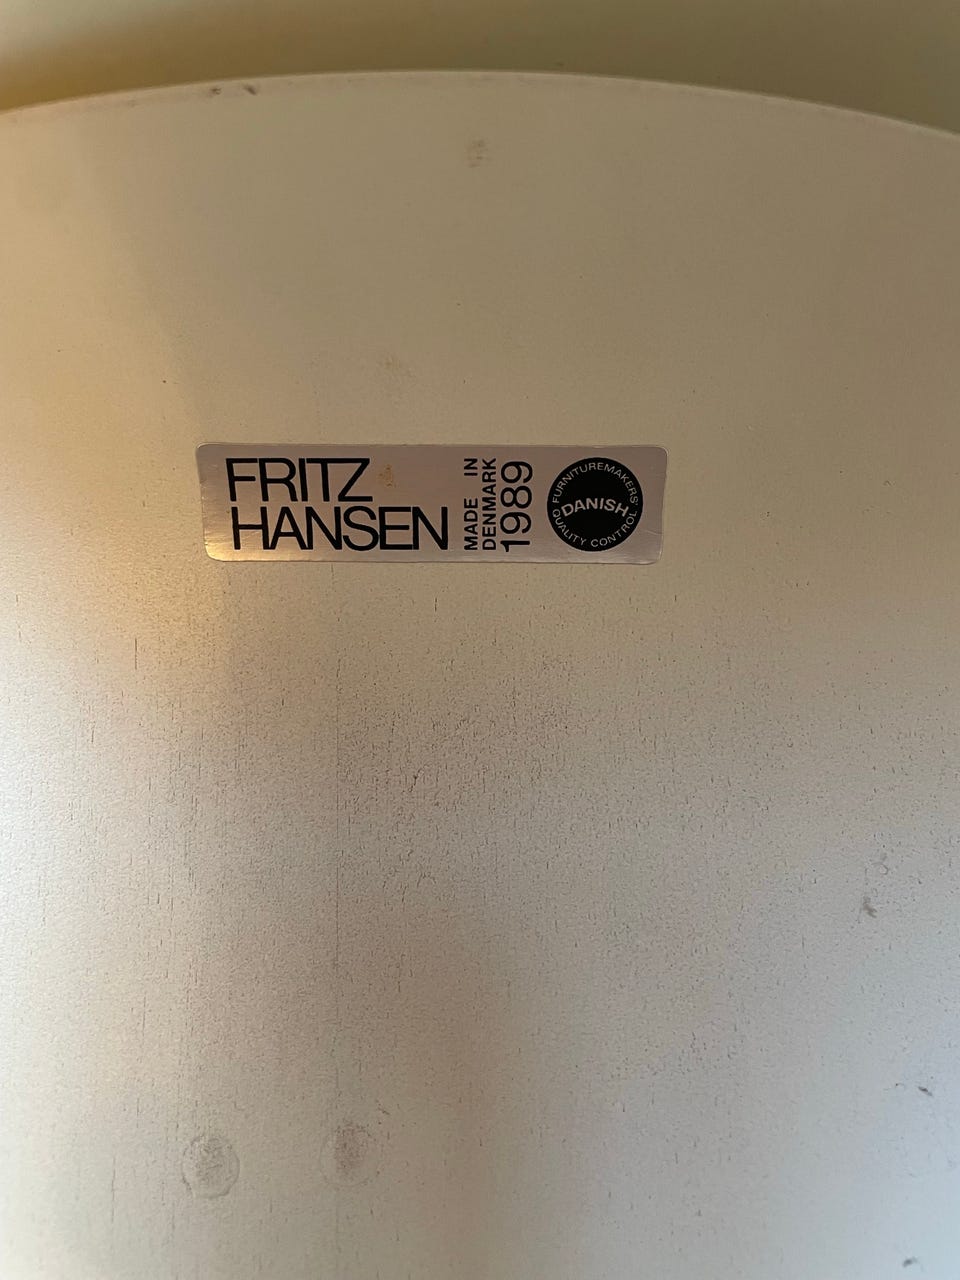 FRITZ
HANSEN
MADE IN
DENMARK
1989
FURNITUREMAKERS'
DANISH
QUALITY CONTROL